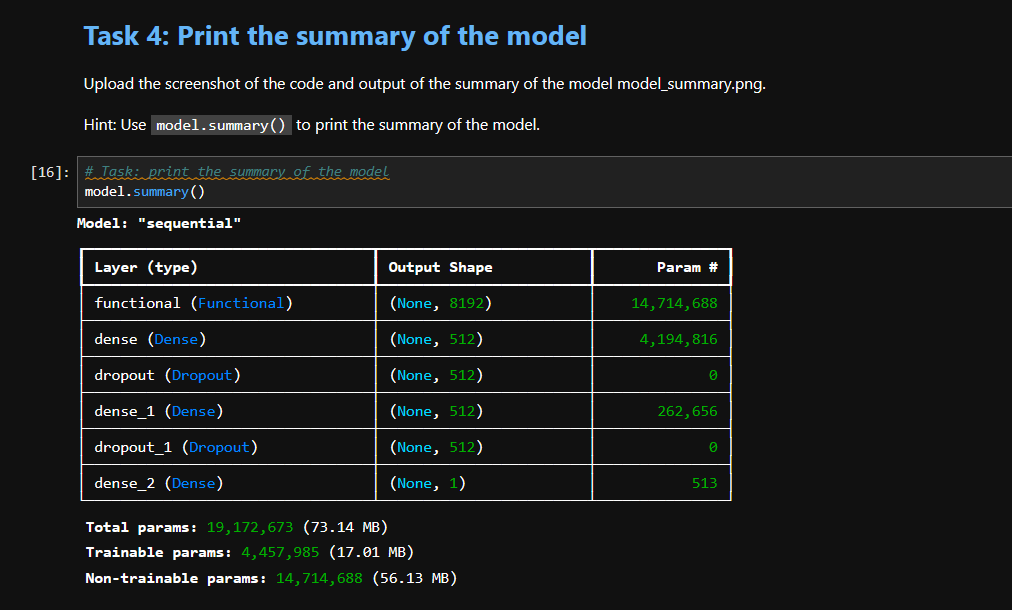 Task 4: Print the summary of the model
Upload the screenshot of the code and output of the summary of the model model_summary.png.
Hint: Use model.summary() to print the summary of the model.
[16]: # Task: print the summary of the model
model.summary()
Model: "sequential"
Layer (type) Output Shape Param #
functional (Functional) (None, 8192) 14,714,688
dense (Dense) (None, 512) 4,194,816
dropout (Dropout) (None, 512) 0
dense_1 (Dense) (None, 512) 262,656
dropout_1 (Dropout) (None, 512) 0
dense_2 (Dense) (None, 1) 513
Total params: 19,172,673 (73.14 MB)
Trainable params: 4,457,985 (17.01 MB)
Non-trainable params: 14,714,688 (56.13 MB)